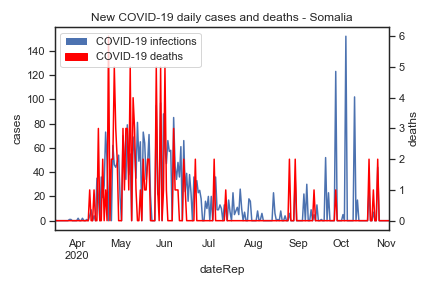 New COVID-19 daily cases and deaths - Somalia
COVID-19 infections
COVID-19 deaths
cases
140
120
100
80
60
40
20
0
deaths
6
5
4
3
2
1
0
Apr May Jun Jul Aug Sep Oct Nov
2020
dateRep